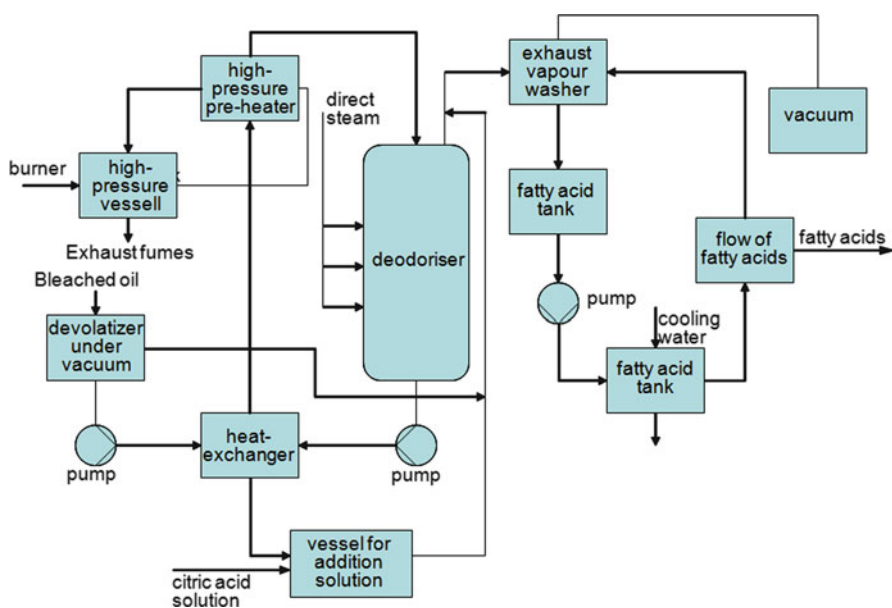 high-
pressure
pre-heater
direct
steam
exhaust
vapour
washer
vacuum
burner
high-
pressure
vessell
Exhaust fumes
Bleached oil
fatty acid
tank
deodoriser
flow of
fatty acids
fatty acids
pump
cooling
water
devolatizer
under
vacuum
fatty acid
tank
heat-
exchanger
pump
pump
vessel for
addition
solution
citric acid
solution